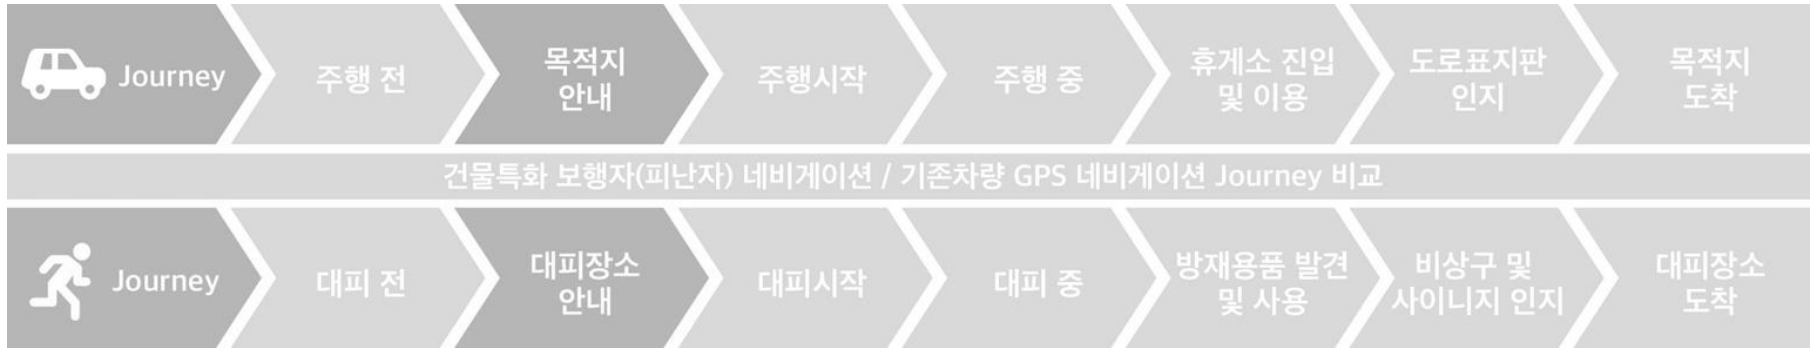 Journey
주행 전
목적지
안내
주행시작
주행 중
휴게소 진입
및 이용
도로표지판
인지
목적지
도착
건물특화 보행자(피난자) 네비게이션 / 기존차량 GPS 네비게이션 Journey 비교
Journey
대피 전
대피장소
안내
대피시작
대피 중
방재용품 발견
및 사용
비상구 및
사이니지 인지
대피장소
도착